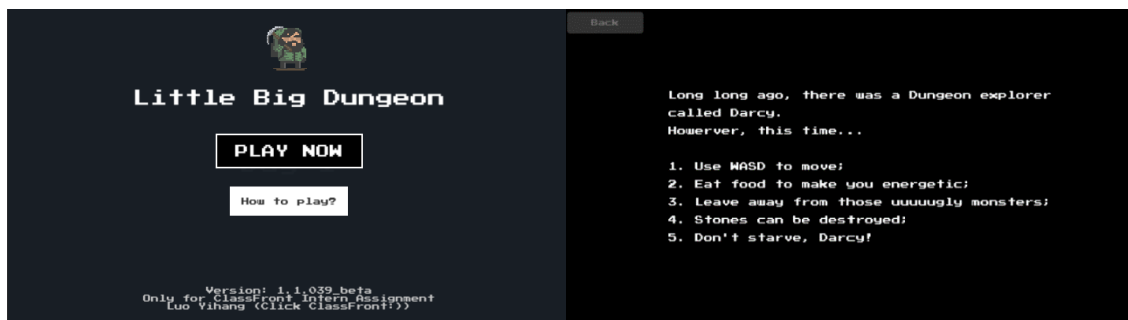 Little Big Dungeon
PLAY NOW
How to play?
Version: 1.1.039_beta
Only for ClassFront Intern Assignment
Luo Yihang (Click ClassFront:))
Back
Long long ago, there was a Dungeon explorer
called Darcy.
Howerver, this time...
1. Use WASD to move;
2. Eat food to make you energetic;
3. Leave away from those uuuuugly monsters;
4. Stones can be destroyed;
5. Don't starve, Darcy!